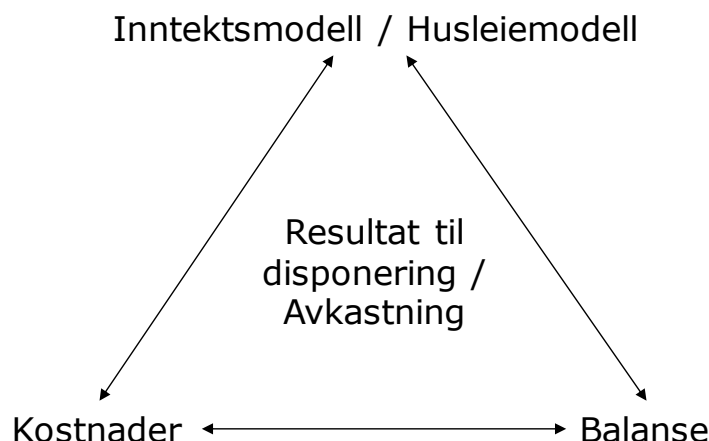 Inntektsmodell / Husleiemodell
Resultat til
disponering /
Avkastning
Kostnader
Balanse